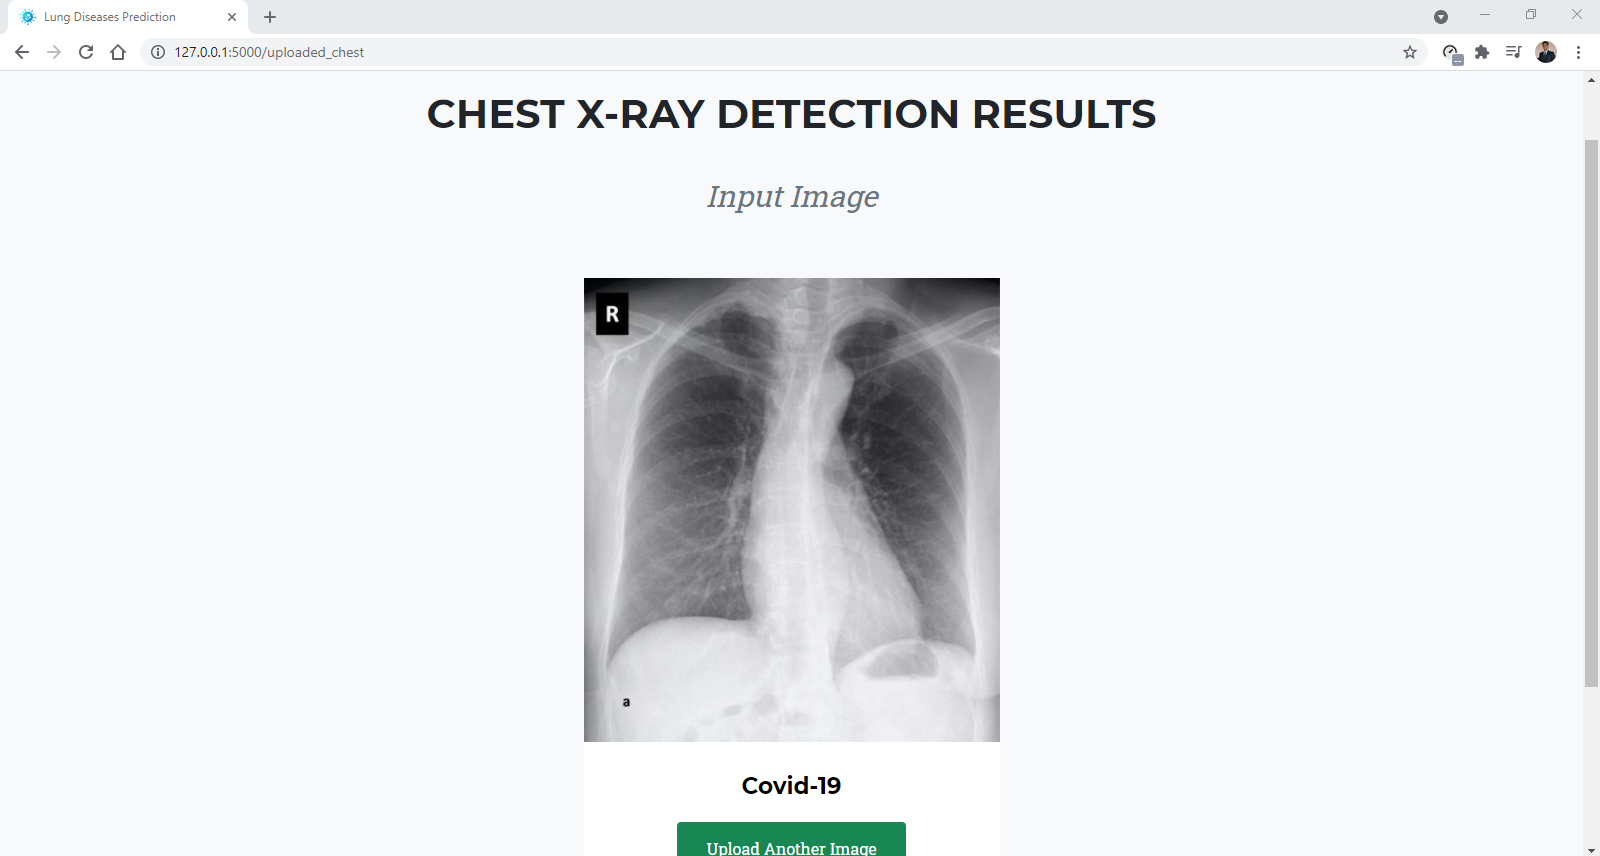 Lung Diseases Prediction
127.0.0.1:5000/uploaded_chest
CHEST X-RAY DETECTION RESULTS
Input Image
R
a
Covid-19
Upload Another Image